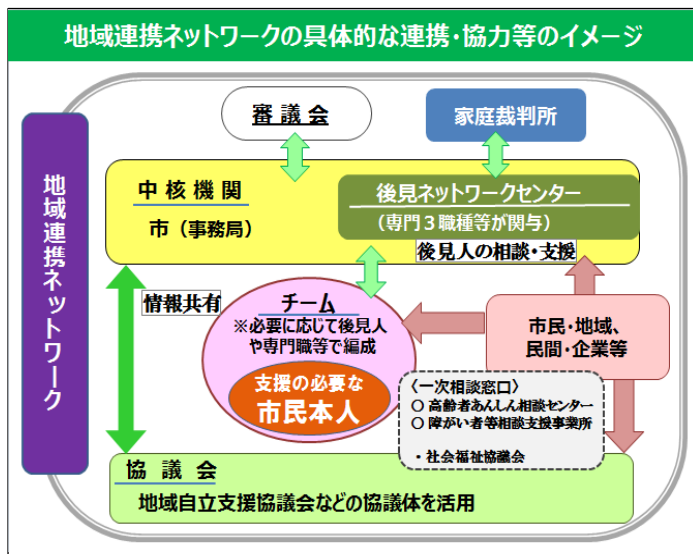 地域連携ネットワークの具体的な連携・協力等のイメージ
審議会
家庭裁判所
地域連携ネットワーク
中核機関
市（事務局）
後見ネットワークセンター
（専門３職種等が関与）
後見人の相談・支援
情報共有
チーム
※必要に応じて後見人
や専門職等で編成
支援の必要な
市民本人
市民・地域、
民間・企業等
〈一次相談窓口〉
○ 高齢者あんしん相談センター
○ 障がい者等相談支援事業所
・社会福祉協議会
協議会
地域自立支援協議会などの協議体を活用